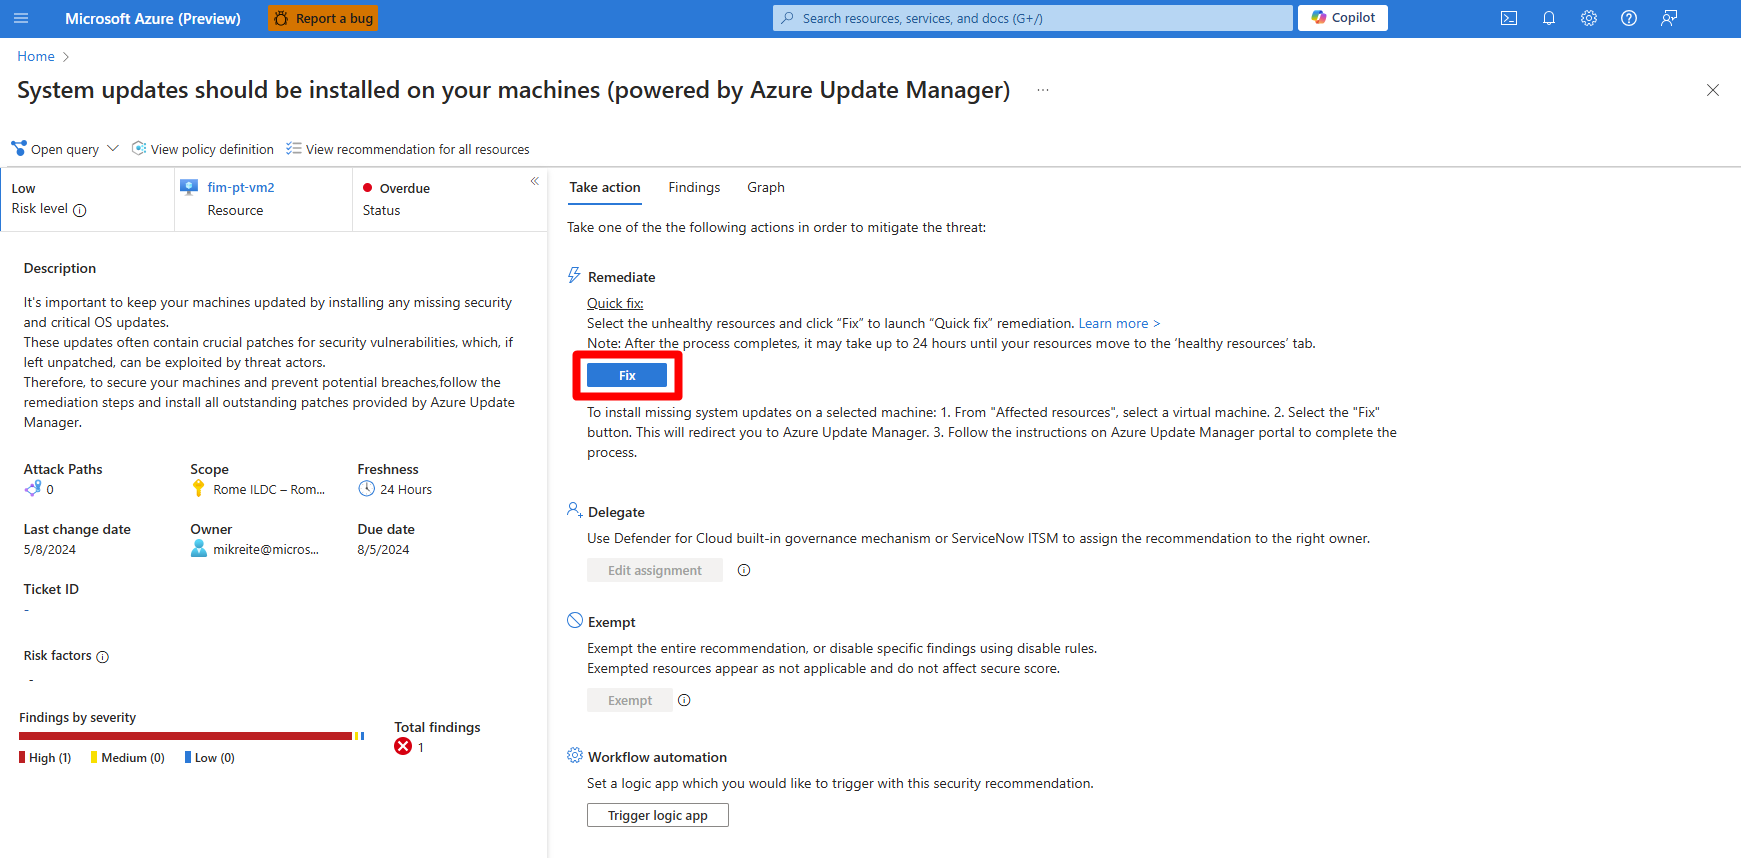 Microsoft Azure (Preview)
Report a bug
Search resources, services, and docs (G+/)
Copilot
Home
System updates should be installed on your machines (powered by Azure Update Manager)
...
Open query
View policy definition
View recommendation for all resources
Low
Risk level
fim-pt-vm2
Resource
Overdue
Status
Description
It's important to keep your machines updated by installing any missing security
and critical OS updates.
These updates often contain crucial patches for security vulnerabilities, which, if
left unpatched, can be exploited by threat actors.
Therefore, to secure your machines and prevent potential breaches,follow the
remediation steps and install all outstanding patches provided by Azure Update
Manager.
Attack Paths
0
Scope
Rome ILDC – Rom...
Freshness
24 Hours
Last change date
5/8/2024
Owner
mikreite@micros...
Due date
8/5/2024
Ticket ID
-
Risk factors
-
Findings by severity
High (1)
Medium (0)
Low (0)
Total findings
1
Take action
Findings
Graph
Take one of the the following actions in order to mitigate the threat:
Remediate
Quick fix:
Select the unhealthy resources and click “Fix” to launch “Quick fix” remediation. Learn more >
Note: After the process completes, it may take up to 24 hours until your resources move to the ‘healthy resources’ tab.
Fix
To install missing system updates on a selected machine: 1. From "Affected resources", select a virtual machine. 2. Select the "Fix"
button. This will redirect you to Azure Update Manager. 3. Follow the instructions on Azure Update Manager portal to complete the
process.
Delegate
Use Defender for Cloud built-in governance mechanism or ServiceNow ITSM to assign the recommendation to the right owner.
Edit assignment
Exempt
Exempt the entire recommendation, or disable specific findings using disable rules.
Exempted resources appear as not applicable and do not affect secure score.
Exempt
Workflow automation
Set a logic app which you would like to trigger with this security recommendation.
Trigger logic app